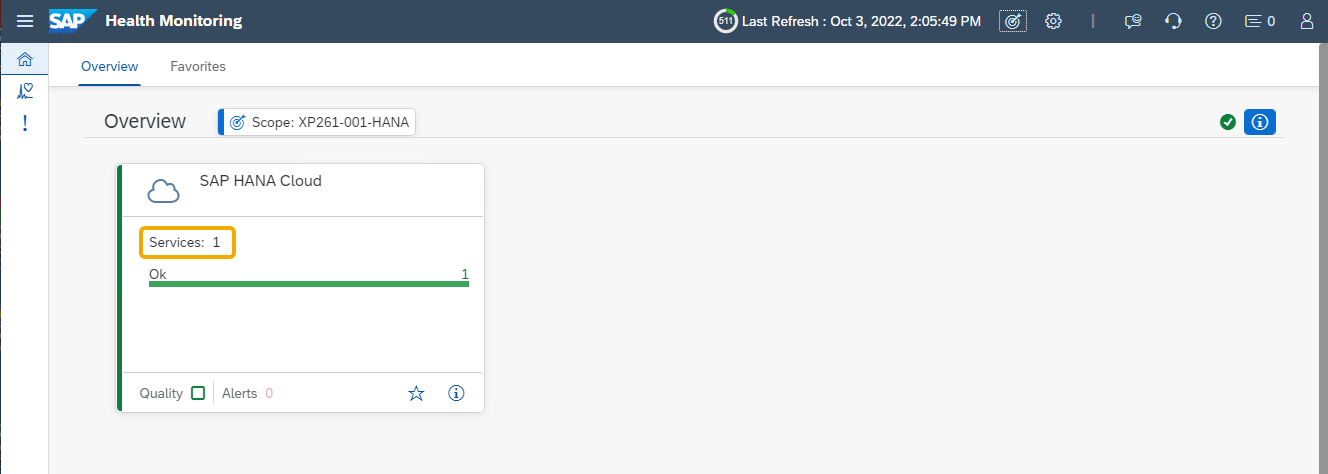 SAP Health Monitoring 511 Last Refresh : Oct 3, 2022, 2:05:49 PM 0
Overview Favorites
Overview Scope: XP261-001-HANA
SAP HANA Cloud
Services: 1
Ok 1
Quality Alerts 0